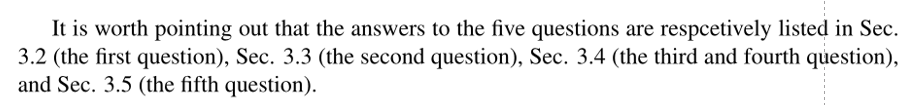 It is worth pointing out that the answers to the five questions are respcetively listed in Sec.
3.2 (the first question), Sec. 3.3 (the second question), Sec. 3.4 (the third and fourth question),
and Sec. 3.5 (the fifth question).